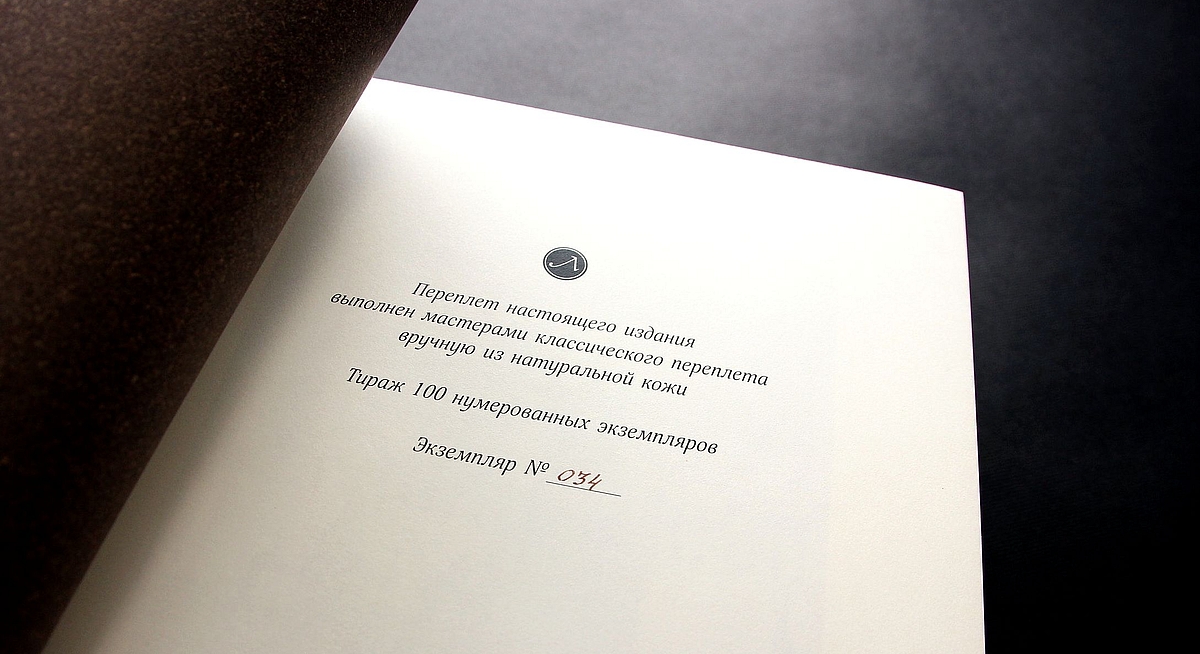 Л
Переплет настоящего издания
выполнен мастерами классического переплета
вручную из натуральной кожи
Тираж 100 нумерованных экземпляров
Экземпляр № 034